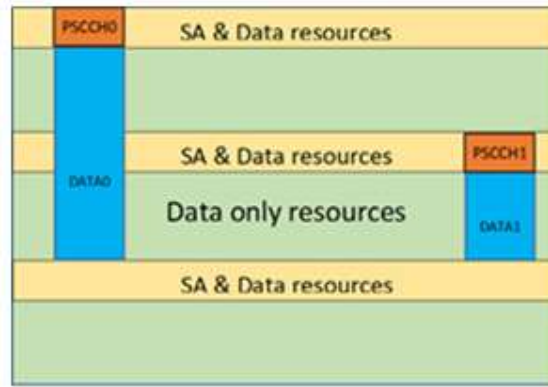 PSCCH0
SA & Data resources
SA & Data resources
PSCCH1
DATA0
Data only resources
DATA1
SA & Data resources